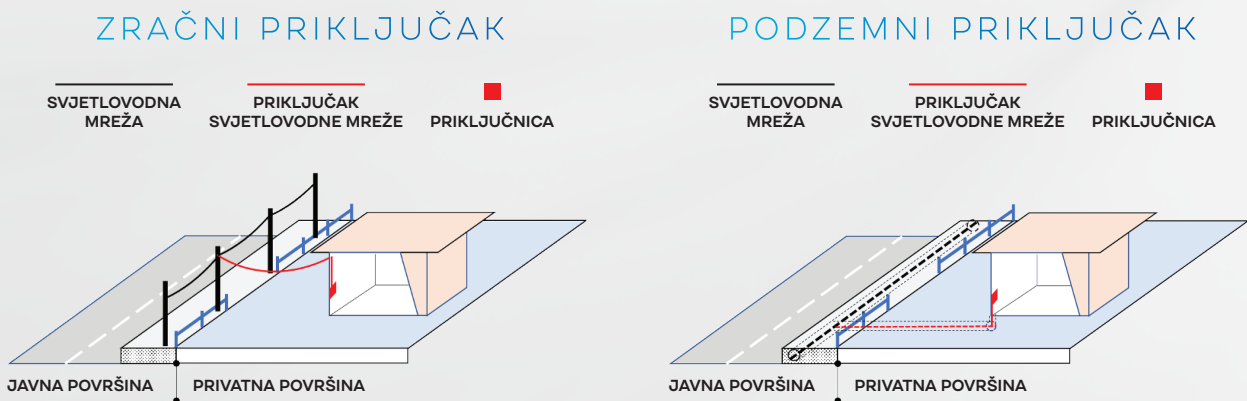 ZRAČNI PRIKLJUČAK
SVJETLOVODNA
MREŽA
PRIKLJUČAK
SVJETLOVODNE MREŽE
PRIKLJUČNICA
JAVNA POVRŠINA
PRIVATNA POVRŠINA
PODZEMNI PRIKLJUČAK
SVJETLOVODNA
MREŽA
PRIKLJUČAK
SVJETLOVODNE MREŽE
PRIKLJUČNICA
JAVNA POVRŠINA
PRIVATNA POVRŠINA